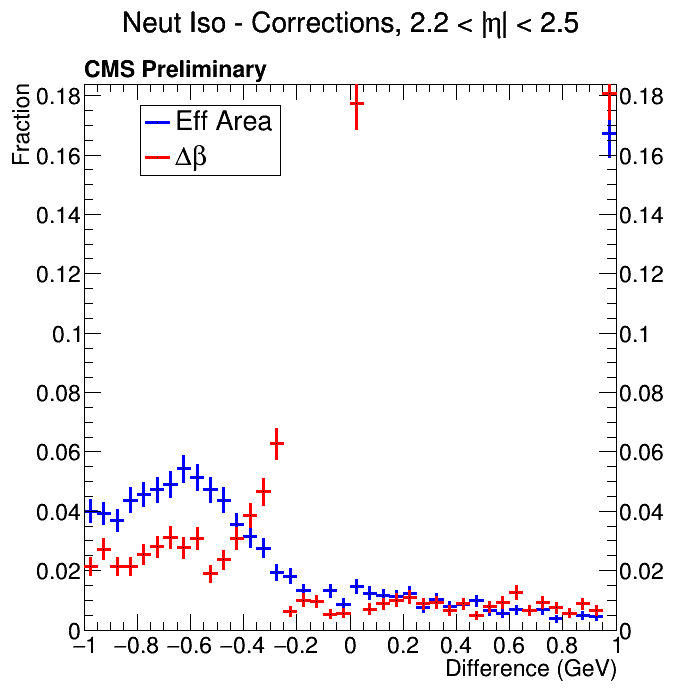 Neut Iso - Corrections, 2.2 < |η| < 2.5
CMS Preliminary
Fraction
Eff Area
Δβ
0.18
0.16
0.14
0.12
0.1
0.08
0.06
0.04
0.02
0
0.18
0.16
0.14
0.12
0.1
0.08
0.06
0.04
0.02
0
−1 −0.8 −0.6 −0.4 −0.2 0 0.2 0.4 0.6 0.8 1
Difference (GeV)